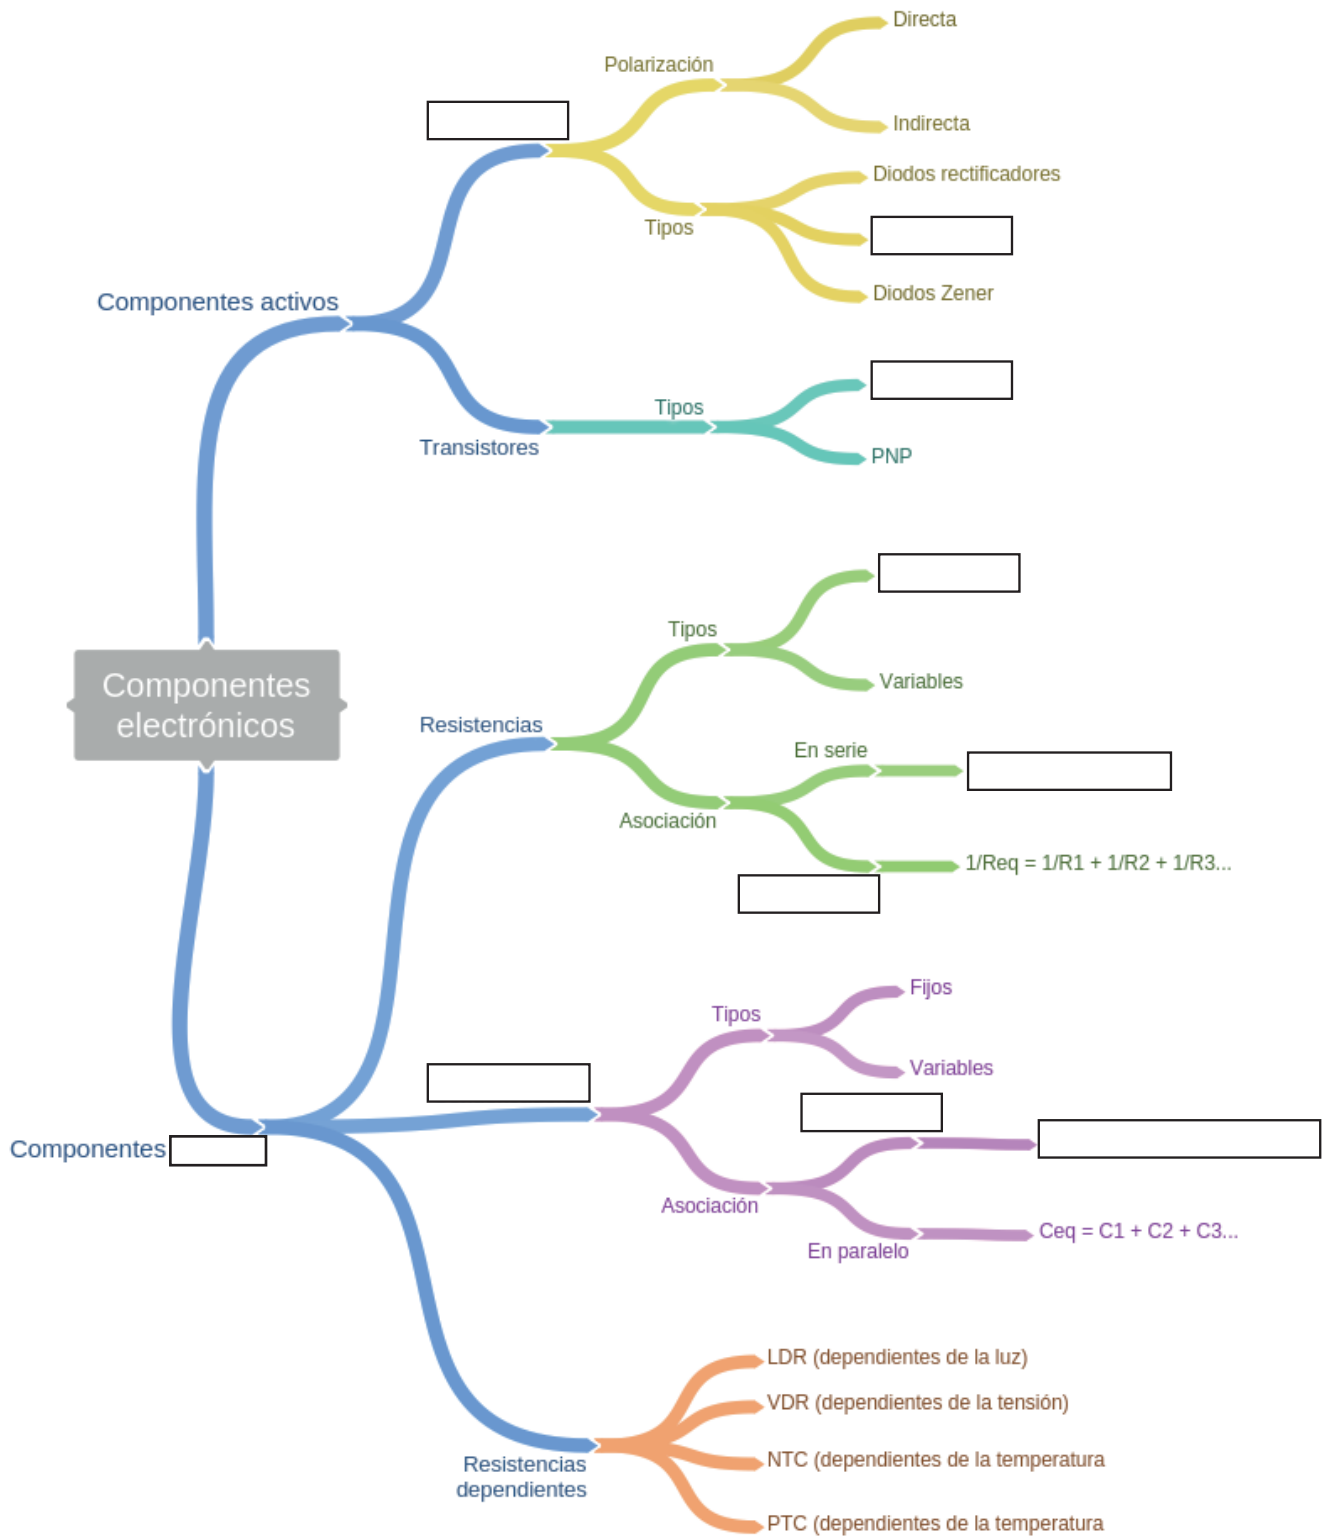 Directa
Polarización
Indirecta
Diodos rectificadores
Tipos
Diodos Zener
Componentes activos
Tipos
Transistores
PNP
Tipos
Variables
Componentes
electrónicos
Resistencias
En serie
Asociación
1/Req = 1/R1 + 1/R2 + 1/R3...
Fijos
Tipos
Variables
Componentes
Asociación
En paralelo
Ceq = C1 + C2 + C3...
LDR (dependientes de la luz)
VDR (dependientes de la tensión)
Resistencias
dependientes
NTC (dependientes de la temperatura
PTC (dependientes de la temperatura